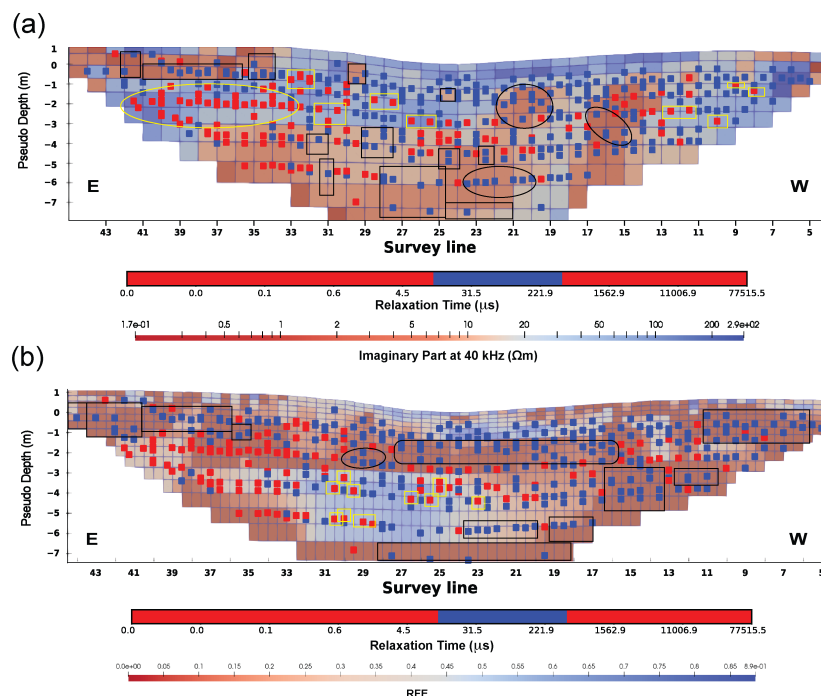 (a)
1
0
-1
-2
-3
-4
-5
-6
-7
Pseudo Depth (m)
E
W
43 41 39 37 35 33 31 29 27 25 23 21 19 17 15 13 11 9 7 5
Survey line
0.0 0.0 0.1 0.6 4.5 31.5 221.9 1562.9 11006.9 77515.5
Relaxation Time (μs)
1.7e-01 0.5 1 2 5 10 20 50 100 200 2.9e+02
Imaginary Part at 40 kHz (Ωm)
(b)
1
0
-1
-2
-3
-4
-5
-6
-7
Pseudo Depth (m)
E
W
43 41 39 37 35 33 31 29 27 25 23 21 19 17 15 13 11 9 7 5
Survey line
0.0 0.0 0.1 0.6 4.5 31.5 221.9 1562.9 11006.9 77515.5
Relaxation Time (μs)
0.0e+00 0.05 0.1 0.15 0.2 0.25 0.3 0.35 0.4 0.45 0.5 0.55 0.6 0.65 0.7 0.75 0.8 0.85 8.9e-01